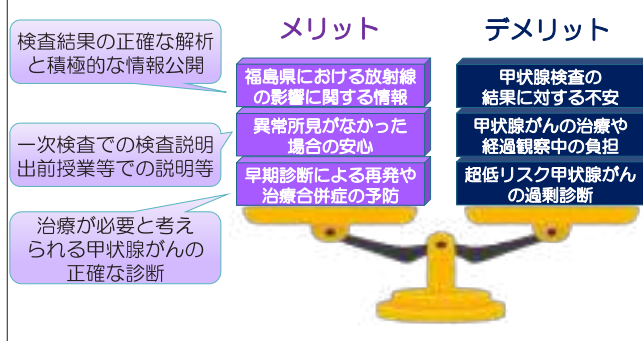 メリット
デメリット
検査結果の正確な解析
と積極的な情報公開
福島県における放射線
の影響に関する情報
甲状腺検査の
結果に対する不安
一次検査での検査説明
出前授業等での説明等
異常所見がなかった
場合の安心
甲状腺がんの治療や
経過観察中の負担
治療が必要と考え
られる甲状腺がんの
正確な診断
早期診断による再発や
治療合併症の予防
超低リスク甲状腺がん
の過剰診断